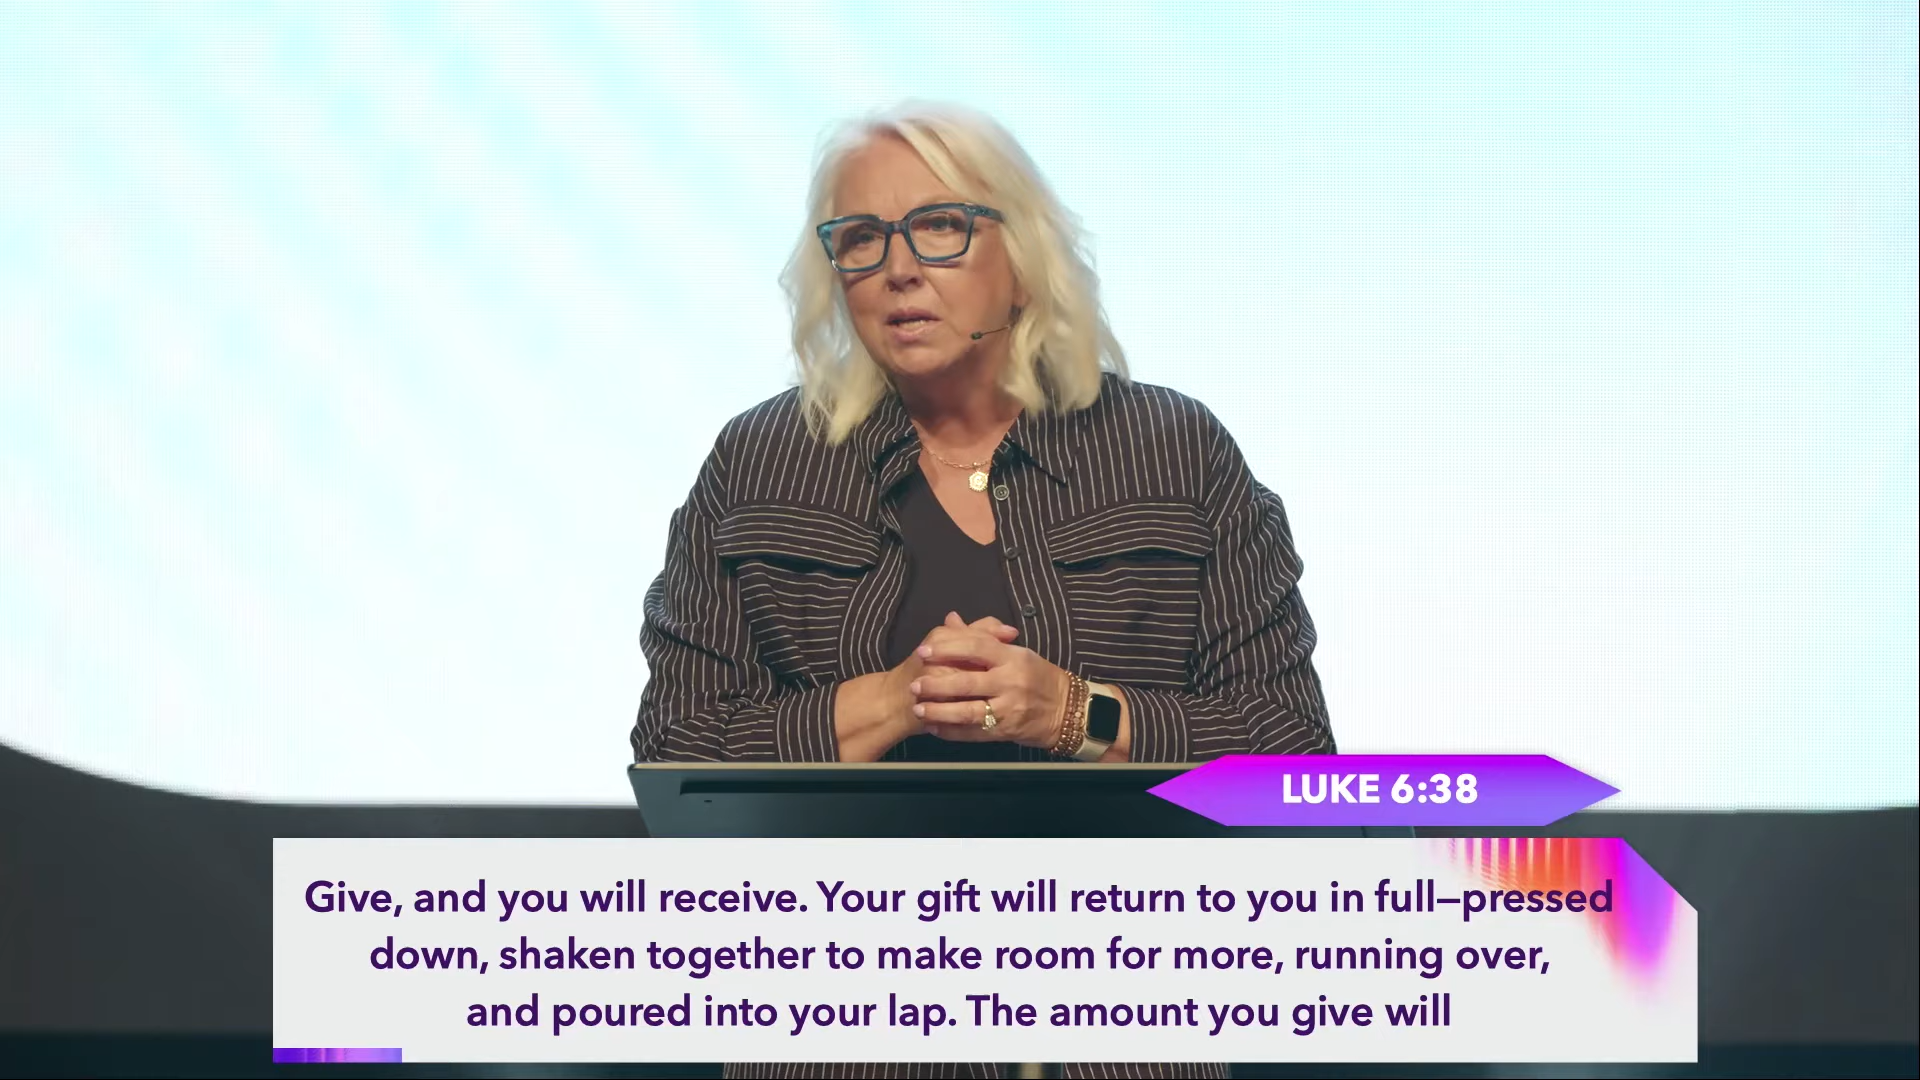 LUKE 6:38
Give, and you will receive. Your gift will return to you in full—pressed
down, shaken together to make room for more, running over,
and poured into your lap. The amount you give will